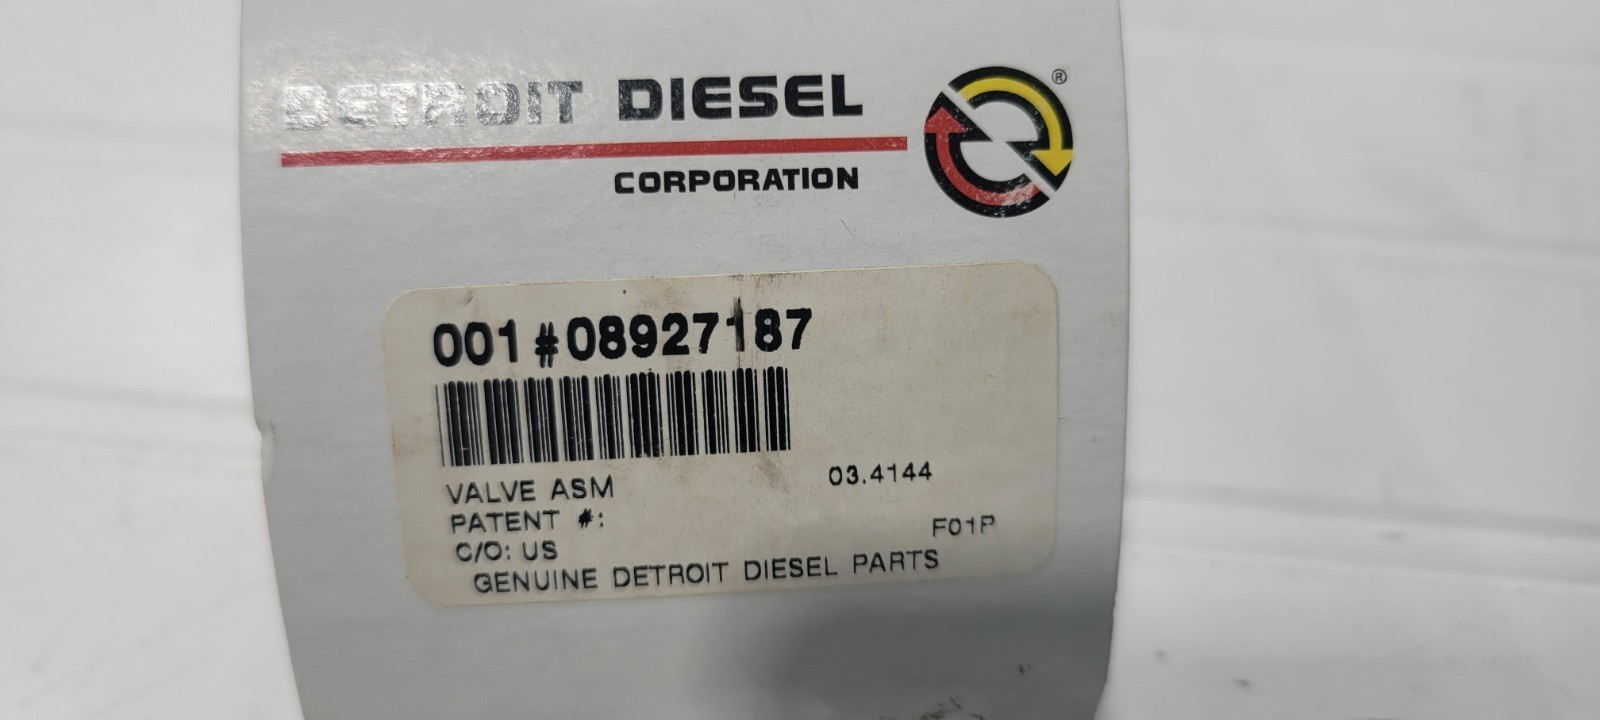 DETROIT DIESEL ®
CORPORATION
001#08927187
VALVE ASM 03.4144
PATENT #:
F01P
C/O: US
GENUINE DETROIT DIESEL PARTS